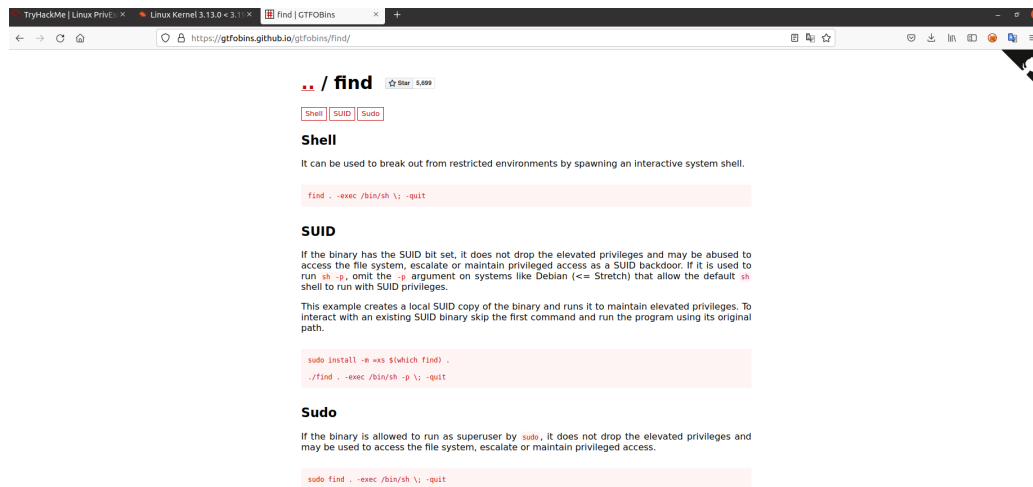 TryHackMe | Linux PrivEs
Linux Kernel 3.13.0 < 3.19
find | GTFOBins
https://gtfobins.github.io/gtfobins/find/
.. / find
Star 5,699
Shell SUID Sudo
Shell
It can be used to break out from restricted environments by spawning an interactive system shell.
find . -exec /bin/sh \; -quit
SUID
If the binary has the SUID bit set, it does not drop the elevated privileges and may be abused to
access the file system, escalate or maintain privileged access as a SUID backdoor. If it is used to
run sh -p, omit the -p argument on systems like Debian (<= Stretch) that allow the default sh
shell to run with SUID privileges.
This example creates a local SUID copy of the binary and runs it to maintain elevated privileges. To
interact with an existing SUID binary skip the first command and run the program using its original
path.
sudo install -m =xs $(which find) .
./find . -exec /bin/sh -p \; -quit
Sudo
If the binary is allowed to run as superuser by sudo, it does not drop the elevated privileges and
may be used to access the file system, escalate or maintain privileged access.
sudo find . -exec /bin/sh \; -quit